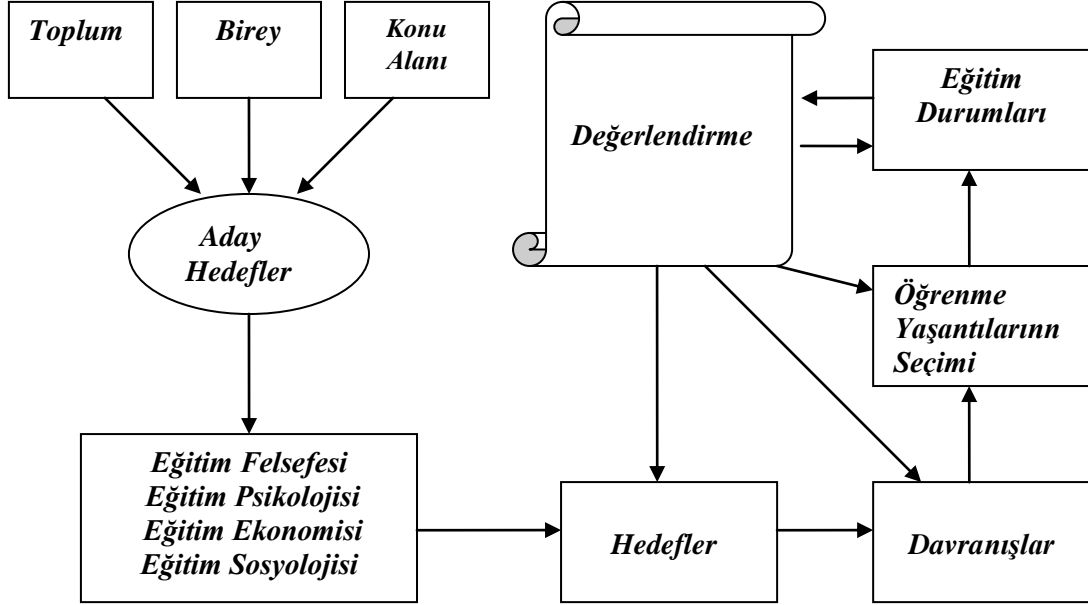 Toplum
Birey
Konu
Alanı
Değerlendirme
Eğitim
Durumları
Aday
Hedefler
Öğrenme
Yaşantılarınn
Seçimi
Eğitim Felsefesi
Eğitim Psikolojisi
Eğitim Ekonomisi
Eğitim Sosyolojisi
Hedefler
Davranışlar